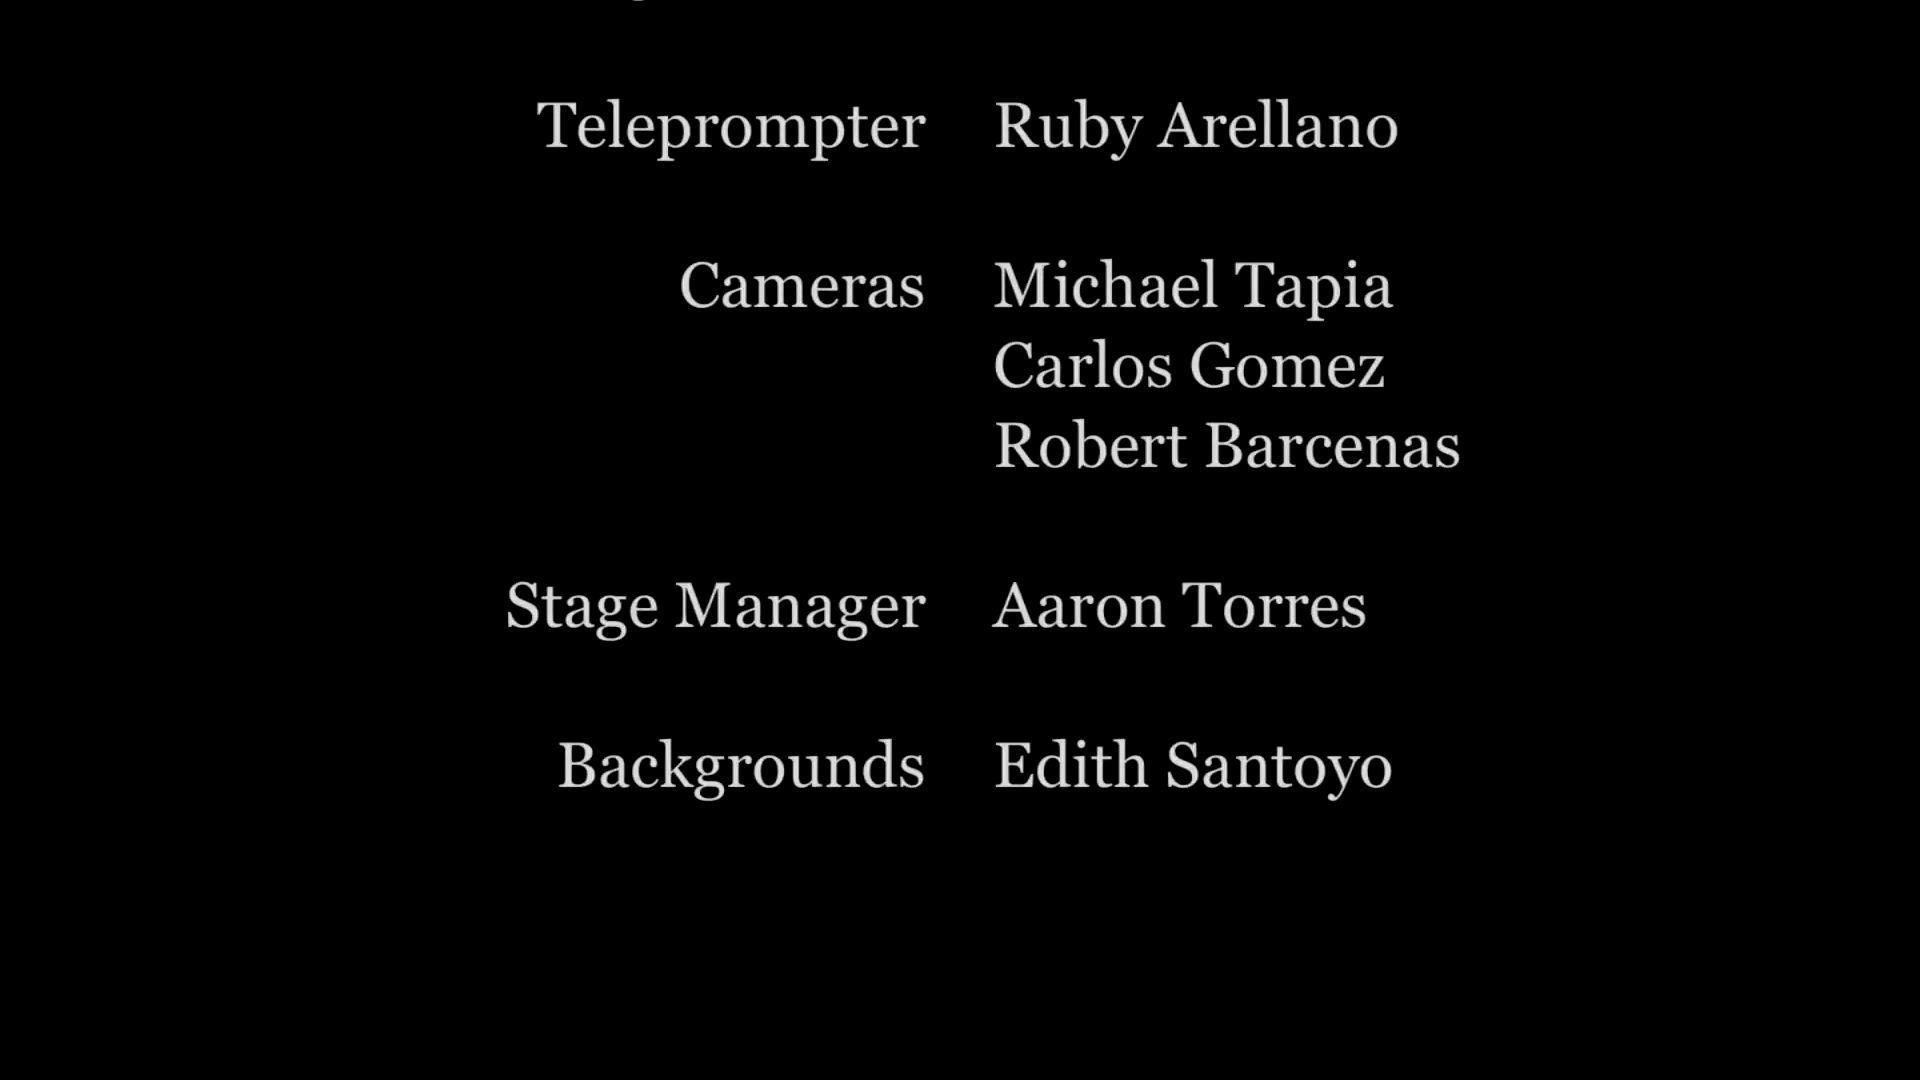 Teleprompter Ruby Arellano
Cameras Michael Tapia
Carlos Gomez
Robert Barcenas
Stage Manager Aaron Torres
Backgrounds Edith Santoyo